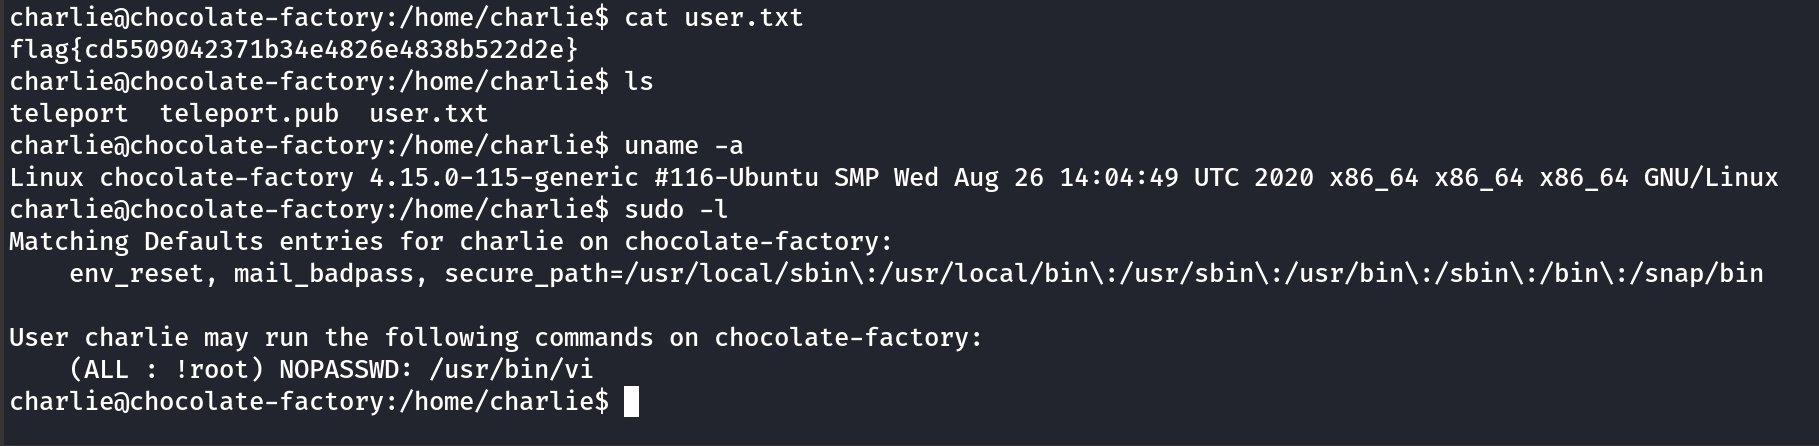 charlie@chocolate-factory:/home/charlie$ cat user.txt
flag{cd5509042371b34e4826e4838b522d2e}
charlie@chocolate-factory:/home/charlie$ ls
teleport  teleport.pub  user.txt
charlie@chocolate-factory:/home/charlie$ uname -a
Linux chocolate-factory 4.15.0-115-generic #116-Ubuntu SMP Wed Aug 26 14:04:49 UTC 2020 x86_64 x86_64 x86_64 GNU/Linux
charlie@chocolate-factory:/home/charlie$ sudo -l
Matching Defaults entries for charlie on chocolate-factory:
    env_reset, mail_badpass, secure_path=/usr/local/sbin\:/usr/local/bin\:/usr/sbin\:/usr/bin\:/sbin\:/bin\:/snap/bin
User charlie may run the following commands on chocolate-factory:
    (ALL : !root) NOPASSWD: /usr/bin/vi
charlie@chocolate-factory:/home/charlie$